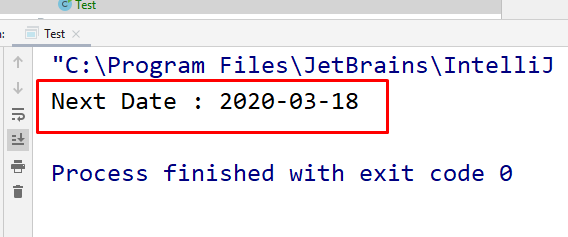 Test
Test
"C:\Program Files\JetBrains\IntelliJ
Next Date : 2020-03-18
Process finished with exit code 0